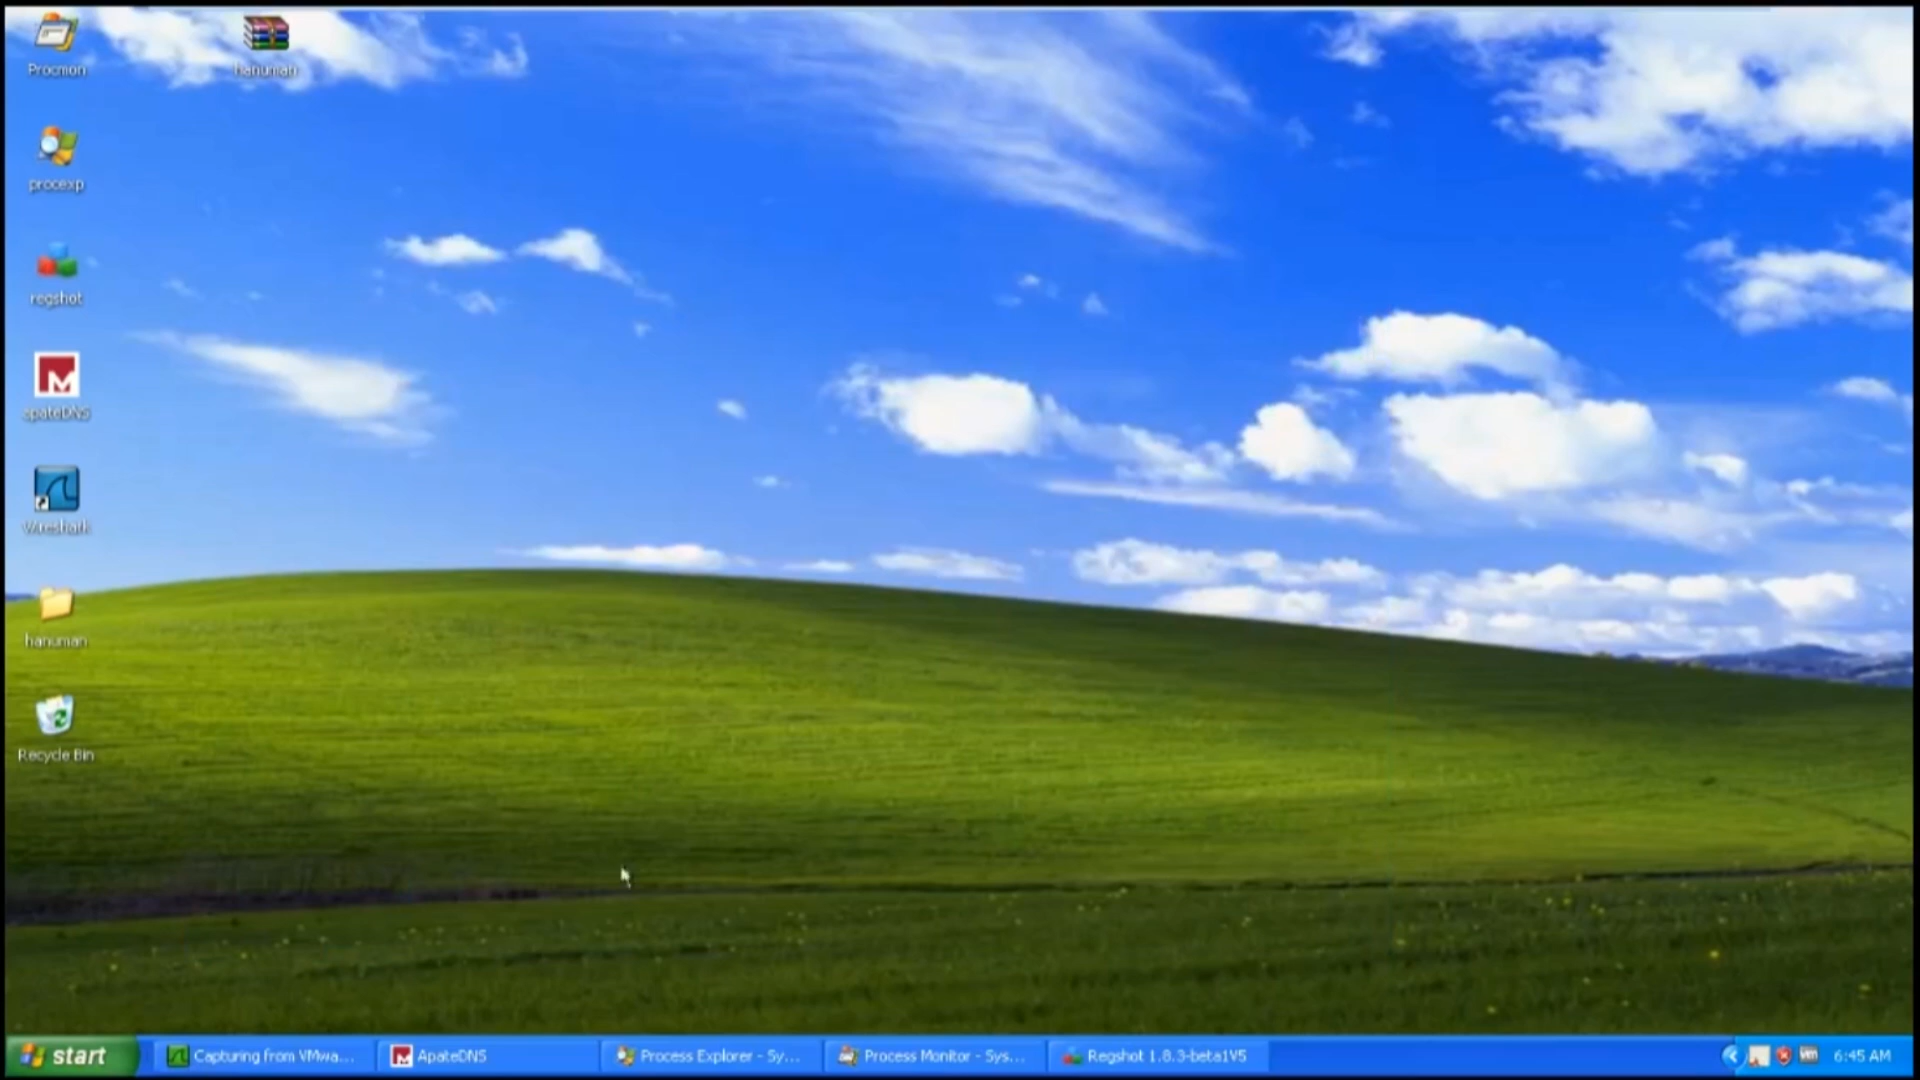 Procmon
hanuman
procexp
regshot
apateDNS
Wireshark
hanuman
Recycle Bin
start
Capturing from VMwa...
ApateDNS
Process Explorer - Sy...
Process Monitor - Sys...
Regshot 1.8.3-beta1V5
vm
6:45 AM